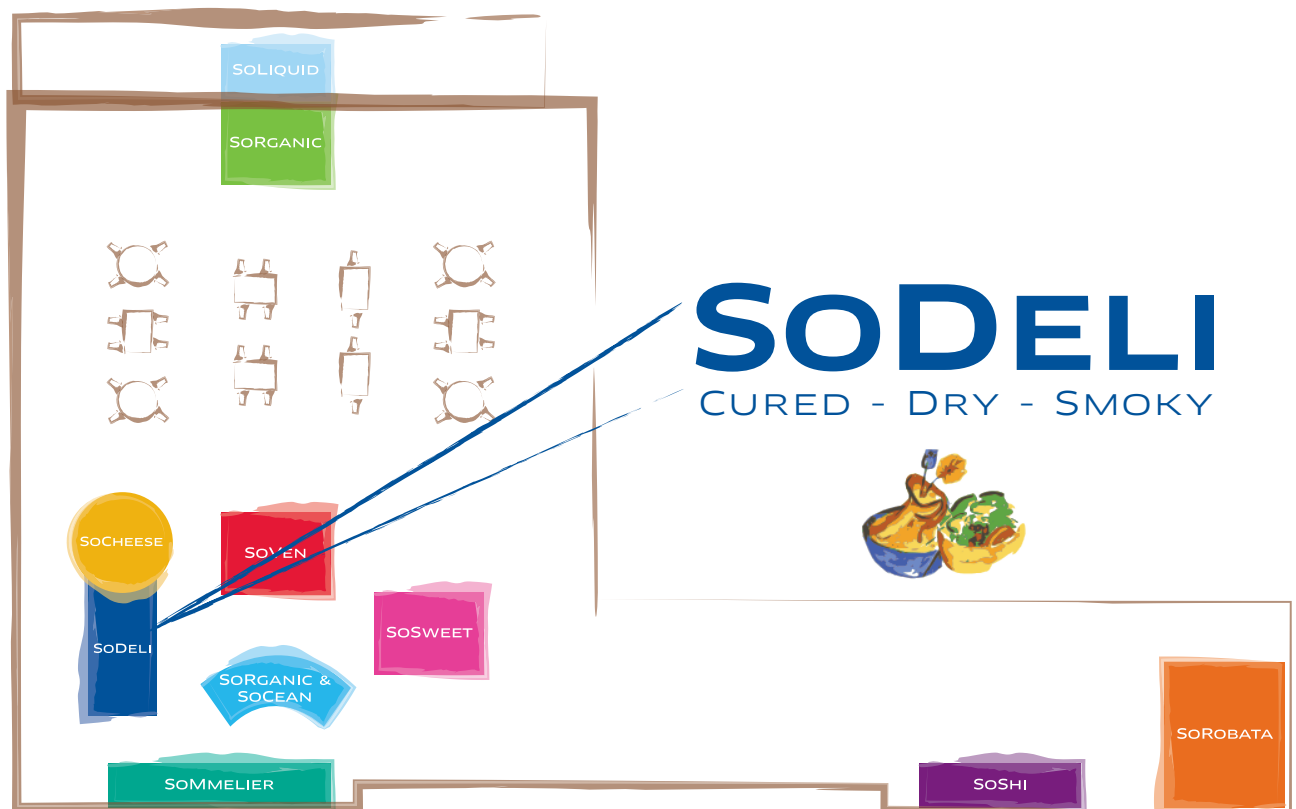 SoLiquid
SoRganic
SoDeli
Cured - Dry - Smoky
SoCheese
SoVen
SoDeli
SoSweet
SoRganic &
SoCean
SoMmelier
SoShi
SoRobata